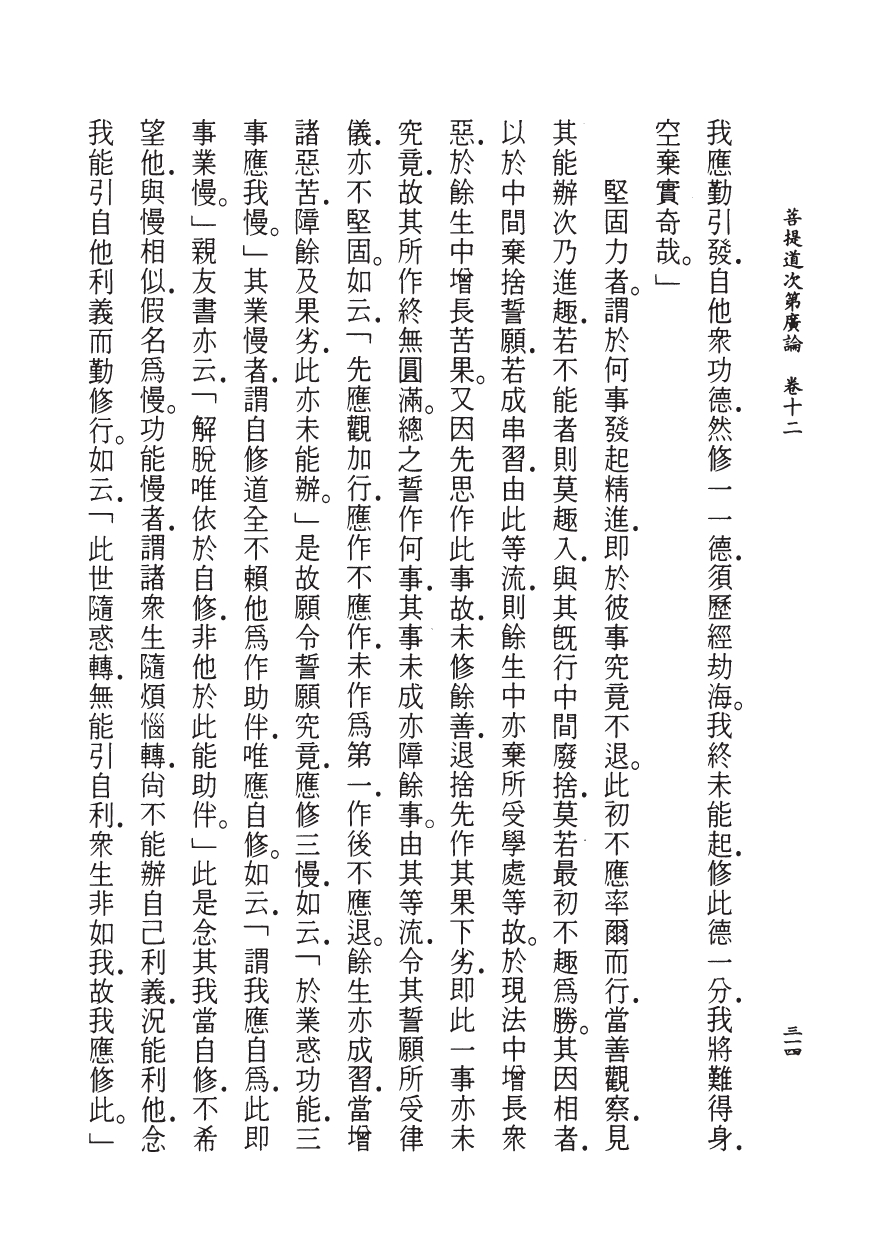 菩提道次第廣論　卷十二　三一四
我應勤引發．自他衆功德．然修一一德．須歷經劫海。我終未能起．修此德一分．我將難得身．
空棄實奇哉。」
堅固力者。謂於何事發起精進．即於彼事究竟不退。此初不應率爾而行．當善觀察．見
其能辦次乃進趣．若不能者則莫趣入．與其旣行中間廢捨．莫若最初不趣爲勝。其因相者．
以於中間棄捨誓願．若成串習．由此等流．則餘生中亦棄所受學處等故。於現法中增長衆
惡．於餘生中增長苦果。又因先思作此事故．未修餘善．退捨先作其果下劣．即此一事亦未
究竟．故其所作終無圓滿。總之誓作何事．其事未成亦障餘事。由其等流．令其誓願所受律
儀．亦不堅固。如云．「先應觀加行．應作不應作．未作爲第一．作後不應退。餘生亦成習．當增
諸惡苦．障餘及果劣．此亦未能辦。」是故願令誓願究竟．應修三慢．如云．「於業惑功能．三
事應我慢。」其業慢者．謂自修道全不賴他爲作助伴．唯應自修。如云．「謂我應自爲．此即
事業慢。」親友書亦云．「解脫唯依於自修．非他於此能助伴。」此是念其我當自修．不希
望他．與慢相似．假名爲慢。功能慢者．謂諸衆生隨煩惱轉．尚不能辦自己利義．況能利他．念
我能引自他利義而勤修行。如云．「此世隨惑轉．無能引自利．衆生非如我．故我應修此。」